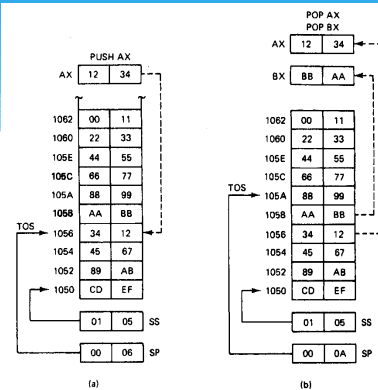 PUSH AX
AX 12 34
1062 00 11
1060 22 33
105E 44 55
105C 66 77
105A 88 99
1058 AA BB
TOS
1056 34 12
1054 45 67
1052 89 AB
1050 CD EF
01 05 SS
00 06 SP
(a)
POP AX
POP BX
AX 12 34
BX BB AA
1062 00 11
1060 22 33
105E 44 55
105C 66 77
TOS
105A 88 99
1058 AA BB
1056 34 12
1054 45 67
1052 89 AB
1050 CD EF
01 05 SS
00 0A SP
(b)